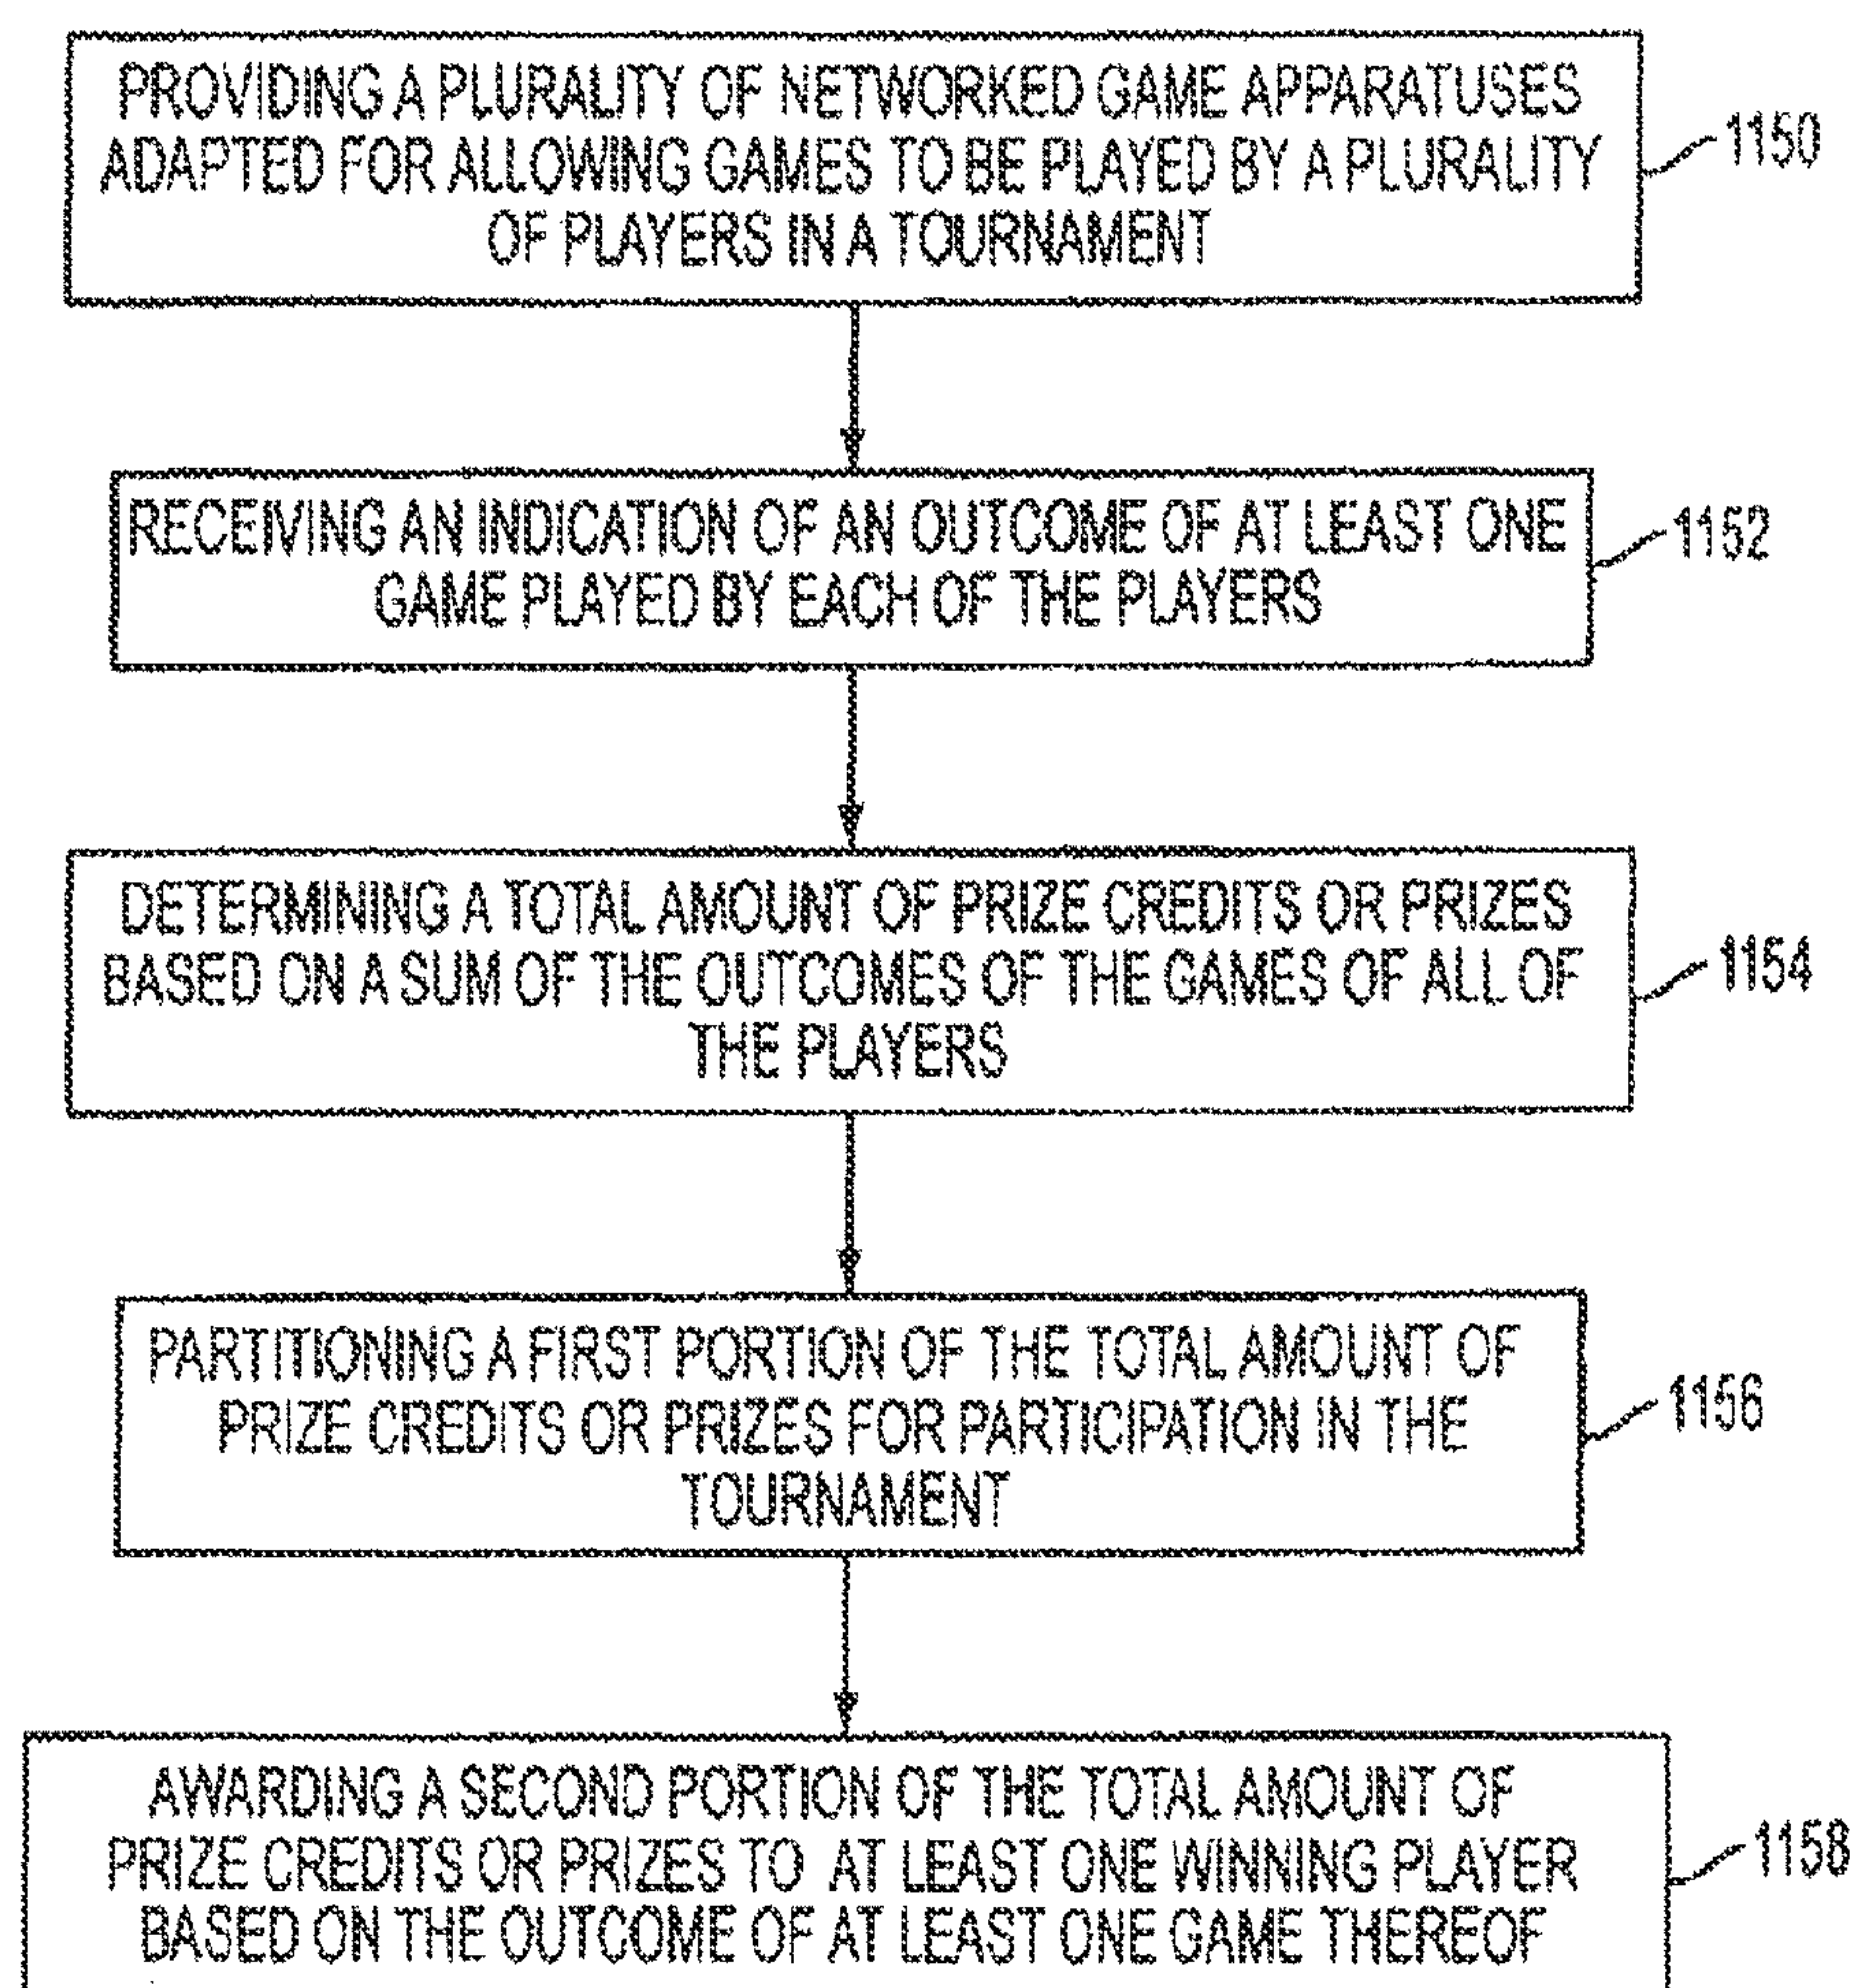 PROVIDING A PLURALITY OF NETWORKED GAME APPARATUSES
ADAPTED FOR ALLOWING GAMES TO BE PLAYED BY A PLURALITY
OF PLAYERS IN A TOURNAMENT
1150
RECEIVING AN INDICATION OF AN OUTCOME OF AT LEAST ONE
GAME PLAYED BY EACH OF THE PLAYERS
1152
DETERMINING A TOTAL AMOUNT OF PRIZE CREDITS OR PRIZES
BASED ON A SUM OF THE OUTCOMES OF THE GAMES OF ALL OF
THE PLAYERS
1154
PARTITIONING A FIRST PORTION OF THE TOTAL AMOUNT OF
PRIZE CREDITS OR PRIZES FOR PARTICIPATION IN THE
TOURNAMENT
1156
AWARDING A SECOND PORTION OF THE TOTAL AMOUNT OF
PRIZE CREDITS OR PRIZES TO AT LEAST ONE WINNING PLAYER
BASED ON THE OUTCOME OF AT LEAST ONE GAME THEREOF
1158